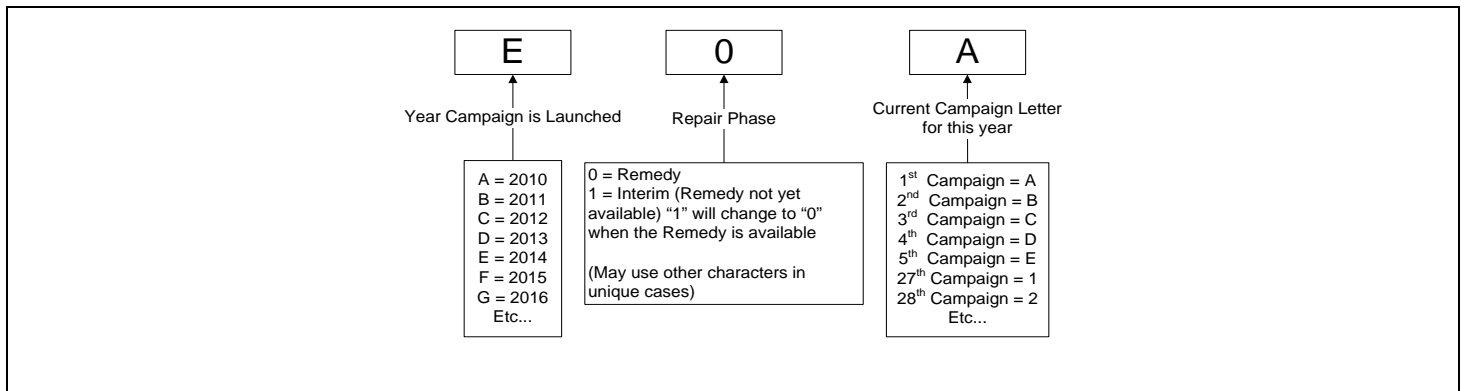 E
0
A
Year Campaign is Launched
Repair Phase
Current Campaign Letter
for this year
A = 2010
B = 2011
C = 2012
D = 2013
E = 2014
F = 2015
G = 2016
Etc...
0 = Remedy
1 = Interim (Remedy not yet
available) “1” will change to “0”
when the Remedy is available
(May use other characters in
unique cases)
1st Campaign = A
2nd Campaign = B
3rd Campaign = C
4th Campaign = D
5th Campaign = E
27th Campaign = 1
28th Campaign = 2
Etc...